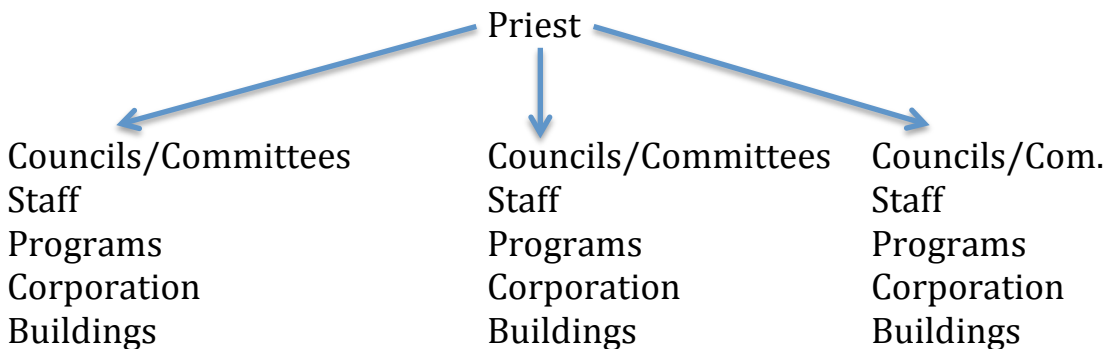 Priest
Councils/Committees Councils/Committees Councils/Com.
Staff Staff Staff
Programs Programs Programs
Corporation Corporation Corporation
Buildings Buildings Buildings